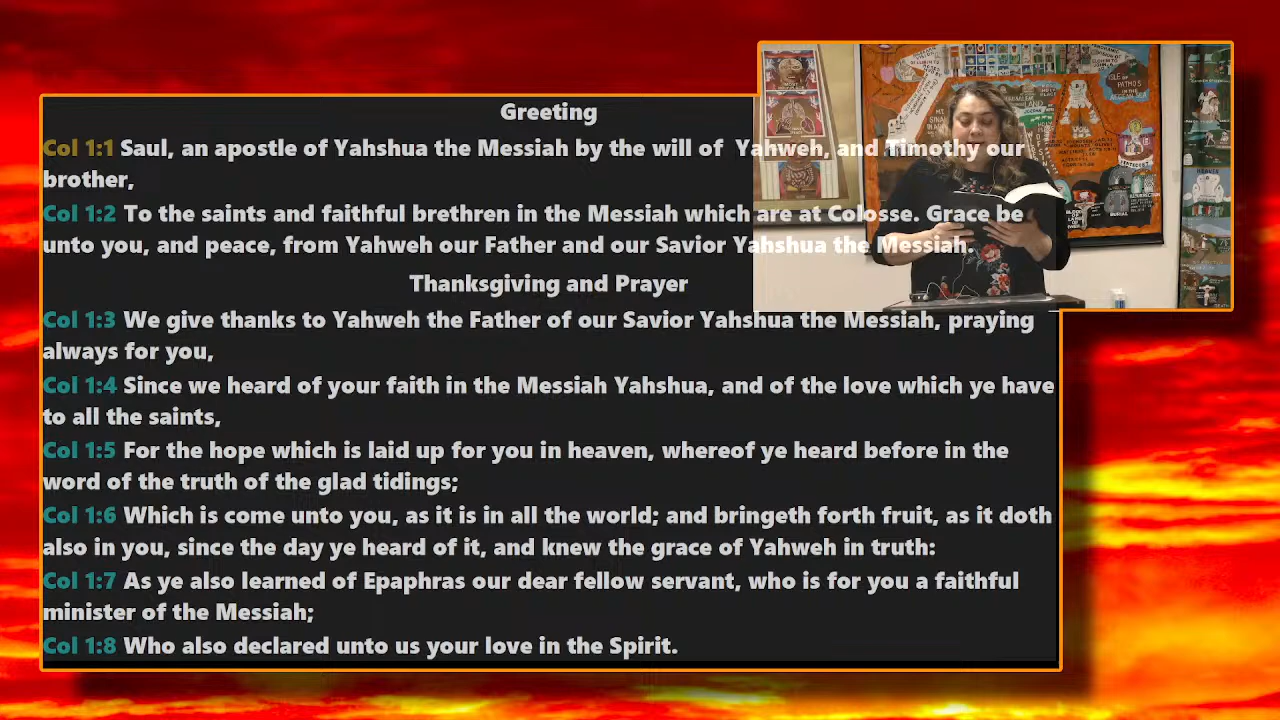 Greeting
Col 1:1 Saul, an apostle of Yahshua the Messiah by the will of Yahweh, and Timothy our
brother,
Col 1:2 To the saints and faithful brethren in the Messiah which are at Colosse. Grace be
unto you, and peace, from Yahweh our Father and our Savior Yahshua the Messiah.
Thanksgiving and Prayer
Col 1:3 We give thanks to Yahweh the Father of our Savior Yahshua the Messiah, praying
always for you,
Col 1:4 Since we heard of your faith in the Messiah Yahshua, and of the love which ye have
to all the saints,
Col 1:5 For the hope which is laid up for you in heaven, whereof ye heard before in the
word of the truth of the glad tidings;
Col 1:6 Which is come unto you, as it is in all the world; and bringeth forth fruit, as it doth
also in you, since the day ye heard of it, and knew the grace of Yahweh in truth:
Col 1:7 As ye also learned of Epaphras our dear fellow servant, who is for you a faithful
minister of the Messiah;
Col 1:8 Who also declared unto us your love in the Spirit.
ISLE of
PATMOS
IN THE